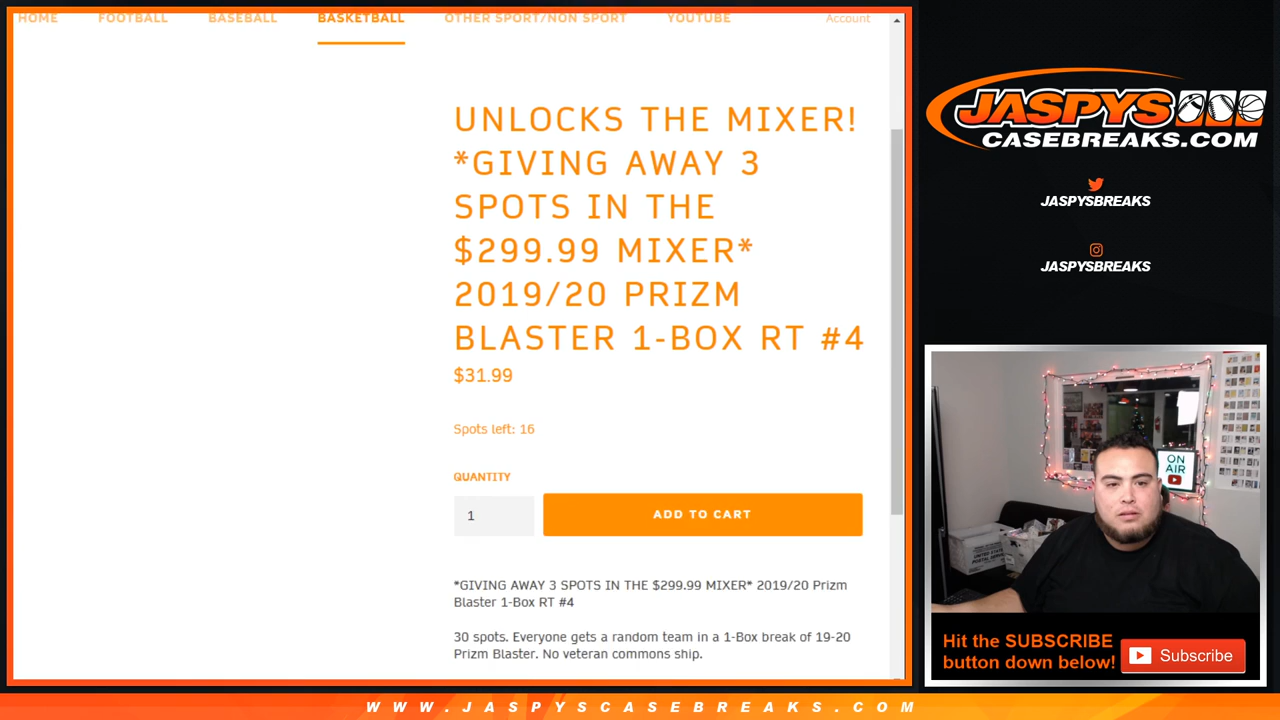 HOME FOOTBALL BASEBALL BASKETBALL OTHER SPORT/NON SPORT YOUTUBE Account
UNLOCKS THE MIXER!
*GIVING AWAY 3
SPOTS IN THE
$299.99 MIXER*
2019/20 PRIZM
BLASTER 1-BOX RT #4
$31.99
Spots left: 16
QUANTITY
1 ADD TO CART
*GIVING AWAY 3 SPOTS IN THE $299.99 MIXER* 2019/20 Prizm
Blaster 1-Box RT #4
30 spots. Everyone gets a random team in a 1-Box break of 19-20
Prizm Blaster. No veteran commons ship.
JASPYS
CASEBREAKS.COM
JASPYSBREAKS
JASPYSBREAKS
ON
AIR
Hit the SUBSCRIBE
button down below!
Subscribe
WWW.JASPYSCASEBREAKS.COM